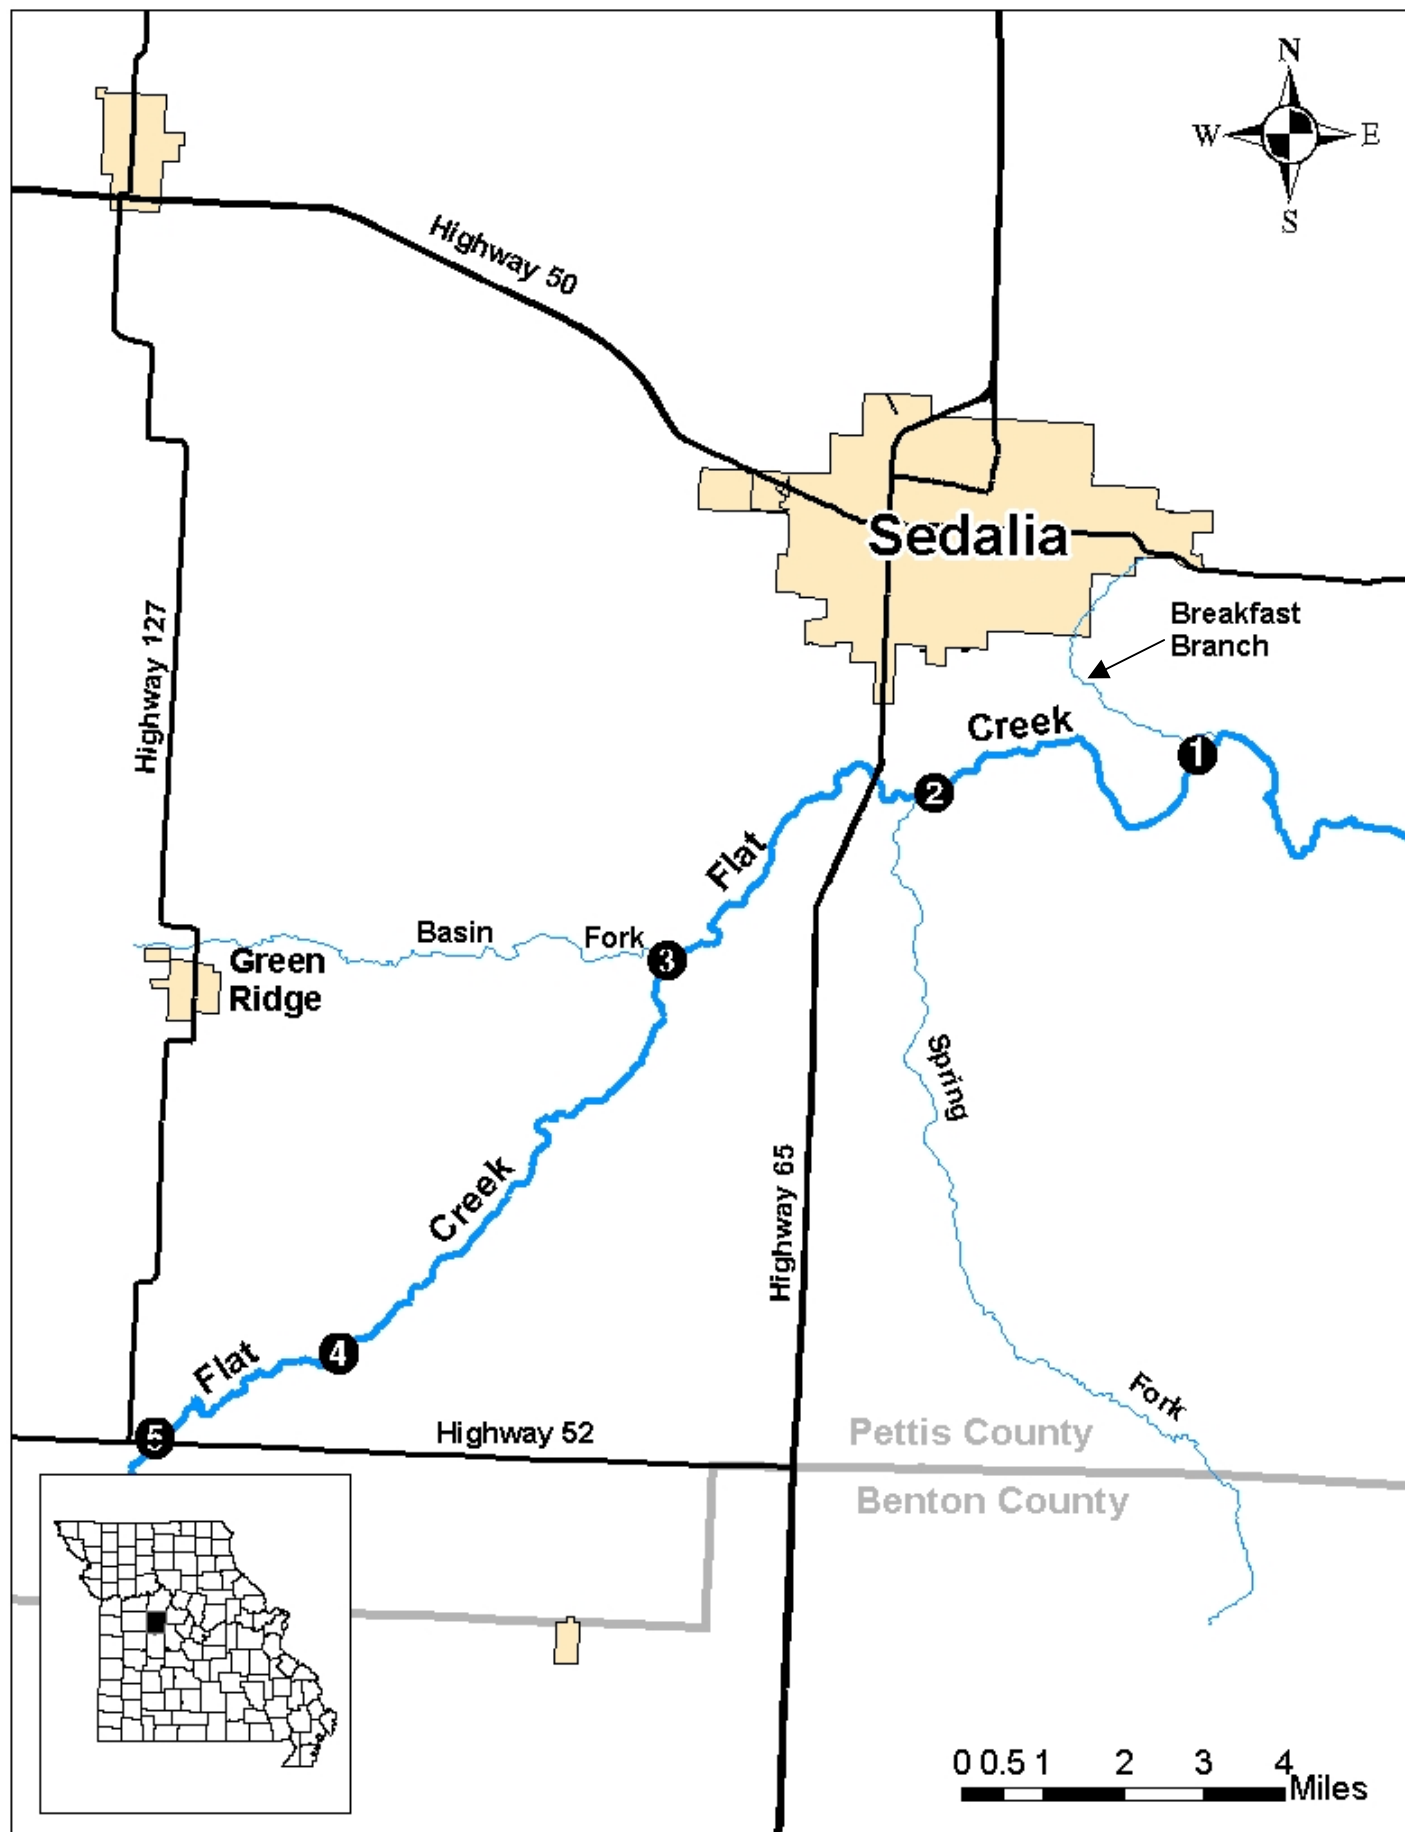 N
W E
S
Highway 50
Sedalia
Breakfast
Branch
Highway 127
Creek
1
2
Flat
Basin
Fork
3
Green
Ridge
Spring
Highway 65
Creek
4
Flat
Fork
5
Highway 52
Pettis County
Benton County
0 0.5 1 2 3 4
Miles